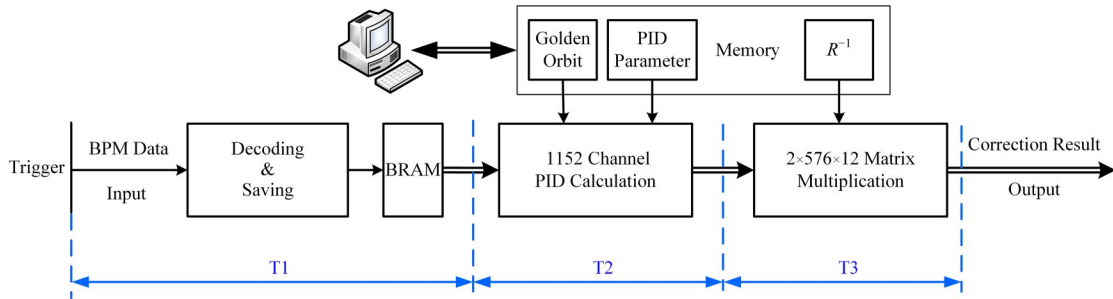 Golden
Orbit
PID
Parameter
Memory
R⁻¹
Trigger
BPM Data
Input
Decoding
&
Saving
BRAM
1152 Channel
PID Calculation
2×576×12 Matrix
Multiplication
Correction Result
Output
T1
T2
T3